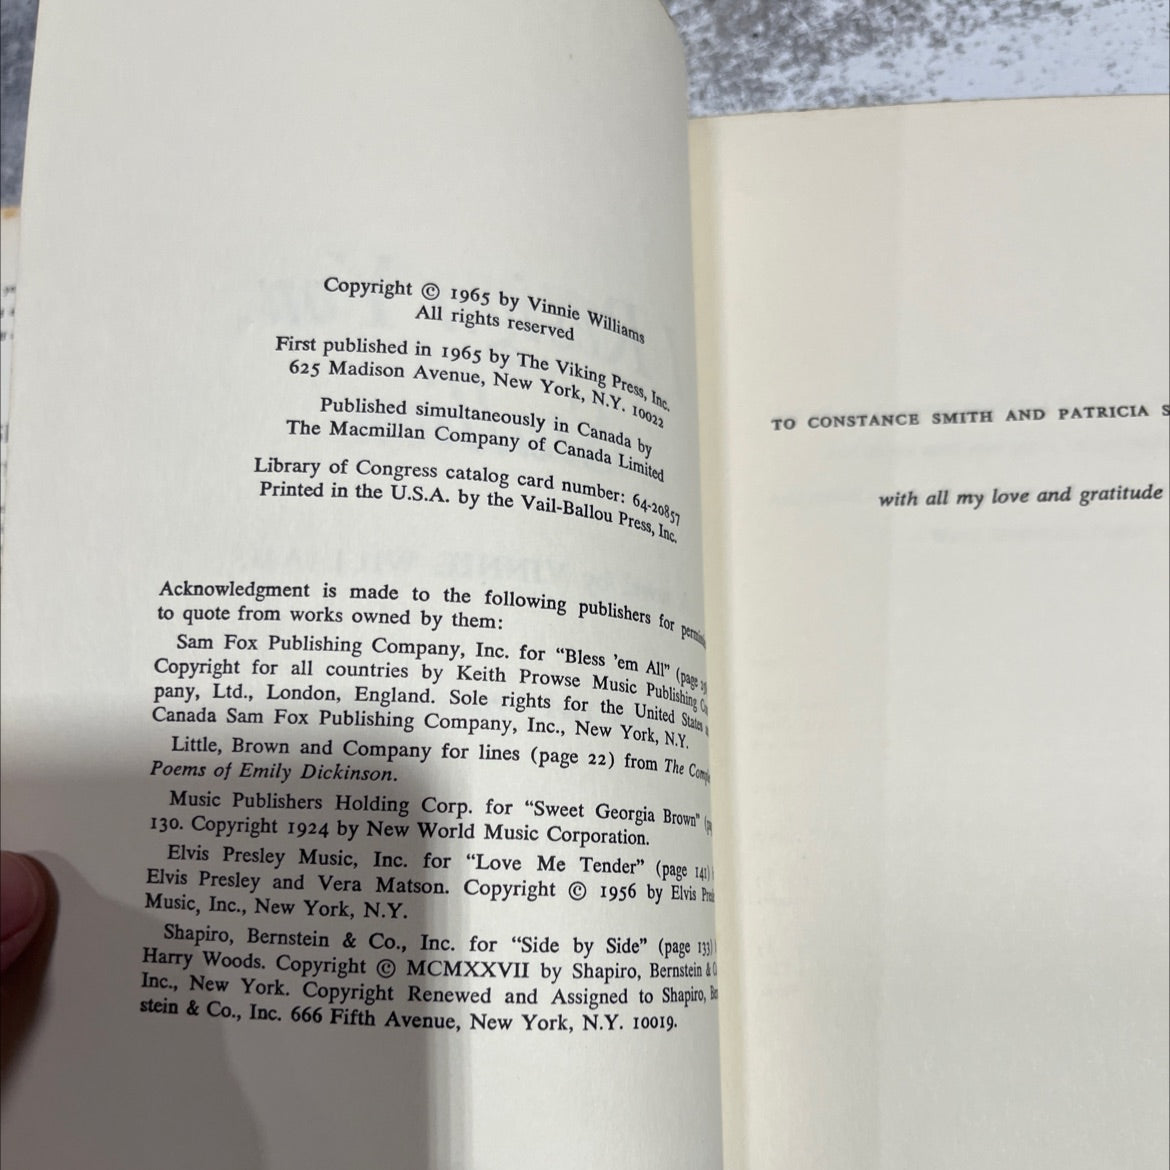 Copyright © 1965 by Vinnie Williams
All rights reserved
First published in 1965 by The Viking Press, Inc.
625 Madison Avenue, New York, N.Y. 10022
Published simultaneously in Canada by
The Macmillan Company of Canada Limited
Library of Congress catalog card number: 64-20857
Printed in the U.S.A. by the Vail-Ballou Press, Inc.
Acknowledgment is made to the following publishers for
to quote from works owned by them:
Sam Fox Publishing Company, Inc. for “Bless ’em All” (page
Copyright for all countries by Keith Prowse Music Publishing
pany, Ltd., London, England. Sole rights for the United States
Canada Sam Fox Publishing Company, Inc., New York, N.Y.
Little, Brown and Company for lines (page 22) from The
Poems of Emily Dickinson.
Music Publishers Holding Corp. for “Sweet Georgia Brown”
130. Copyright 1924 by New World Music Corporation.
Elvis Presley Music, Inc. for “Love Me Tender” (page 141)
Elvis Presley and Vera Matson. Copyright © 1956 by Elvis
Music, Inc., New York, N.Y.
Shapiro, Bernstein & Co., Inc. for “Side by Side” (page 133)
Harry Woods. Copyright © MCMXXVII by Shapiro, Bernstein &
Inc., New York. Copyright Renewed and Assigned to Shapiro,
stein & Co., Inc. 666 Fifth Avenue, New York, N.Y. 10019.
TO CONSTANCE SMITH AND PATRICIA S
with all my love and gratitude